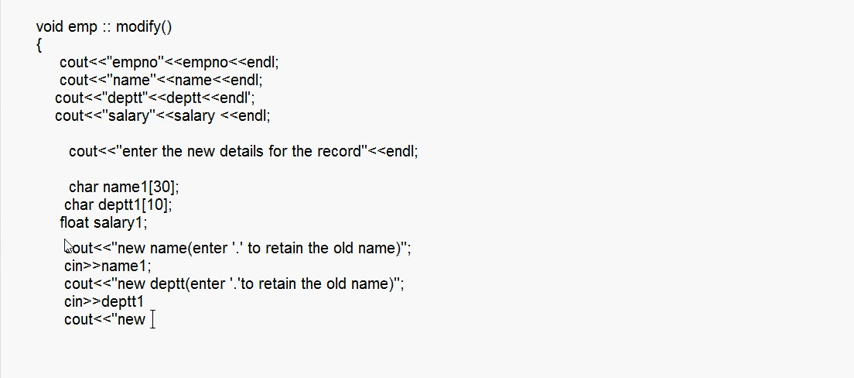 void emp :: modify()
{
cout<<"empno"<<empno<<endl;
cout<<"name"<<name<<endl;
cout<<"deptt"<<deptt<<endl';
cout<<"salary"<<salary <<endl;
cout<<"enter the new details for the record"<<endl;
char name1[30];
char deptt1[10];
float salary1;
cout<<"new name(enter '.' to retain the old name)";
cin>>name1;
cout<<"new deptt(enter '.'to retain the old name)";
cin>>deptt1
cout<<"new